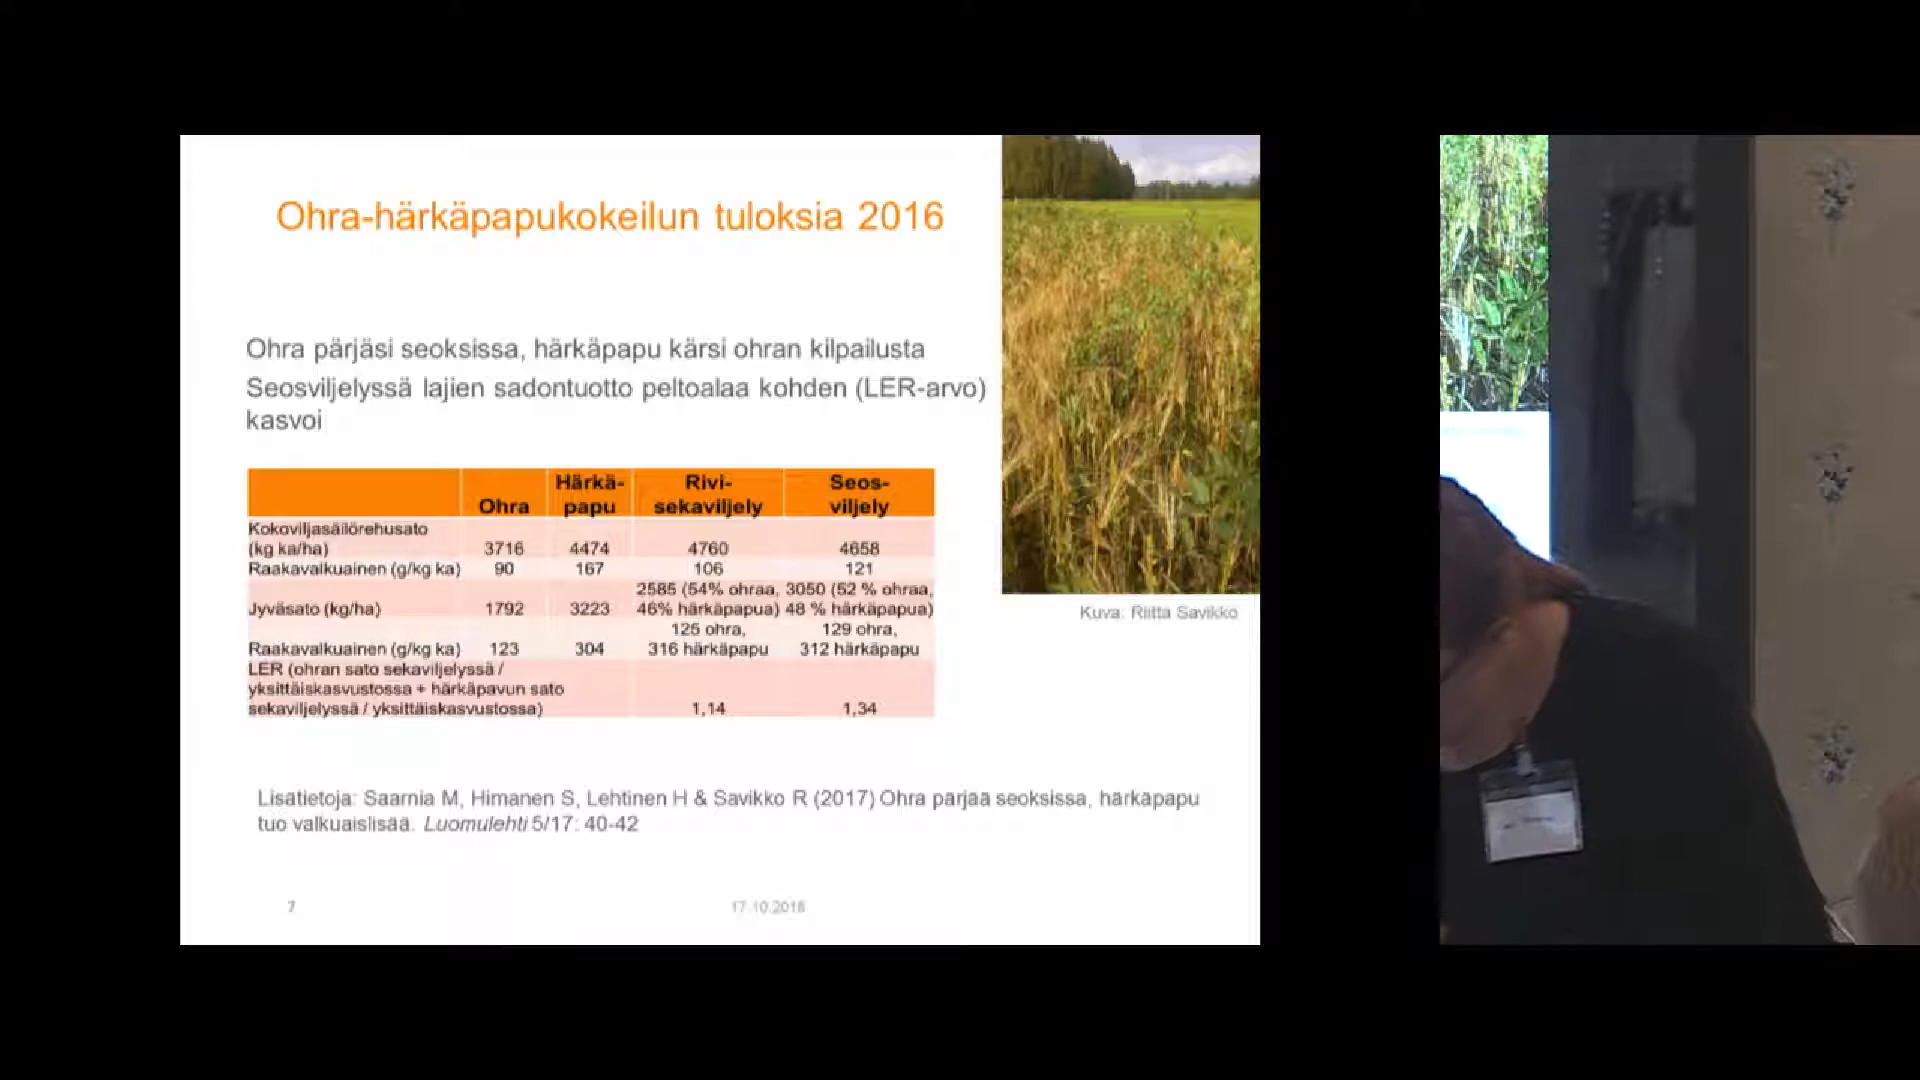 Ohra-härkäpapukokeilun tuloksia 2016
Ohra pärjäsi seoksissa, härkäpapu kärsi ohran kilpailusta
Seosviljelyssä lajien sadontuotto peltoalaa kohden (LER-arvo)
kasvoi
Ohra
Härkä-
papu
Rivi-
sekaviljely
Seos-
viljely
Kokoviljasäilörehusato
(kg ka/ha) 3716 4474 4760 4658
Raakavalkuainen (g/kg ka) 90 167 106 121
2585 (54% ohraa, 3050 (52 % ohraa,
Jyväsato (kg/ha) 1792 3223 46% härkäpapua) 48 % härkäpapua)
125 ohra, 129 ohra,
Raakavalkuainen (g/kg ka) 123 304 316 härkäpapu 312 härkäpapu
LER (ohran sato sekaviljelyssä /
yksittäiskasvustossa + härkäpavun sato
sekaviljelyssä / yksittäiskasvustossa) 1,14 1,34
Kuva: Riitta Savikko
Lisätietoja: Saarnia M, Himanen S, Lehtinen H & Savikko R (2017) Ohra pärjää seoksissa, härkäpapu
tuo valkuaislisää. Luomulehti 5/17: 40-42
7 17.10.2018